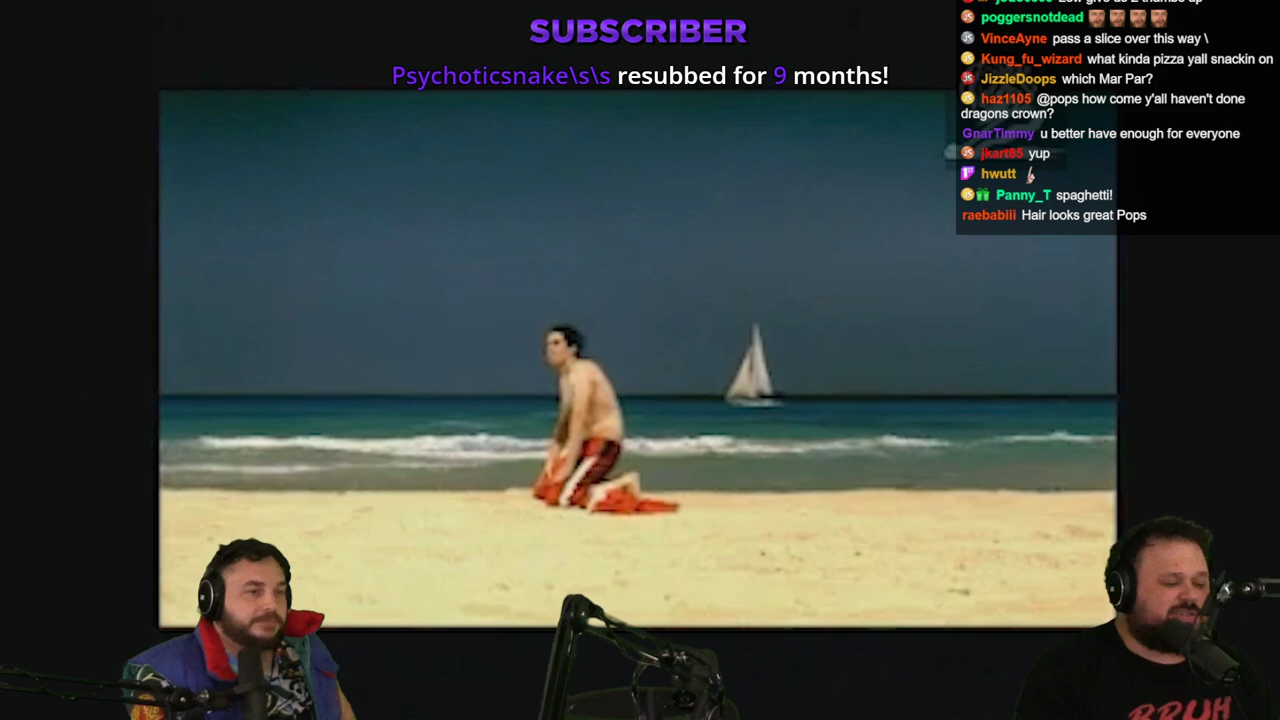 SUBSCRIBER
Psychoticsnake\s\s resubbed for 9 months!
poggersnotdead
VinceAyne pass a slice over this way \
Kung_fu_wizard what kinda pizza yall snackin on
JizzleDoops which Mar Par?
haz1105 @pops how come y'all haven't done
dragons crown?
GnarTimmy u better have enough for everyone
jkart85 yup
hwutt
Panny_T spaghetti!
raebabiii Hair looks great Pops
BRUH